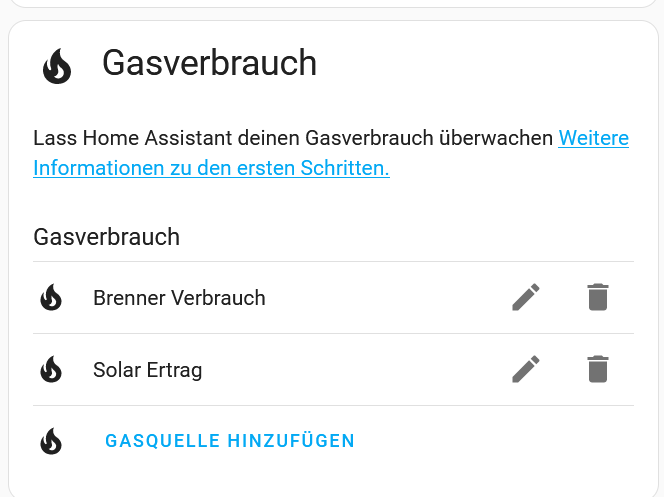 Gasverbrauch
Lass Home Assistant deinen Gasverbrauch überwachen Weitere
Informationen zu den ersten Schritten.
Gasverbrauch
Brenner Verbrauch
Solar Ertrag
GASQUELLE HINZUFÜGEN